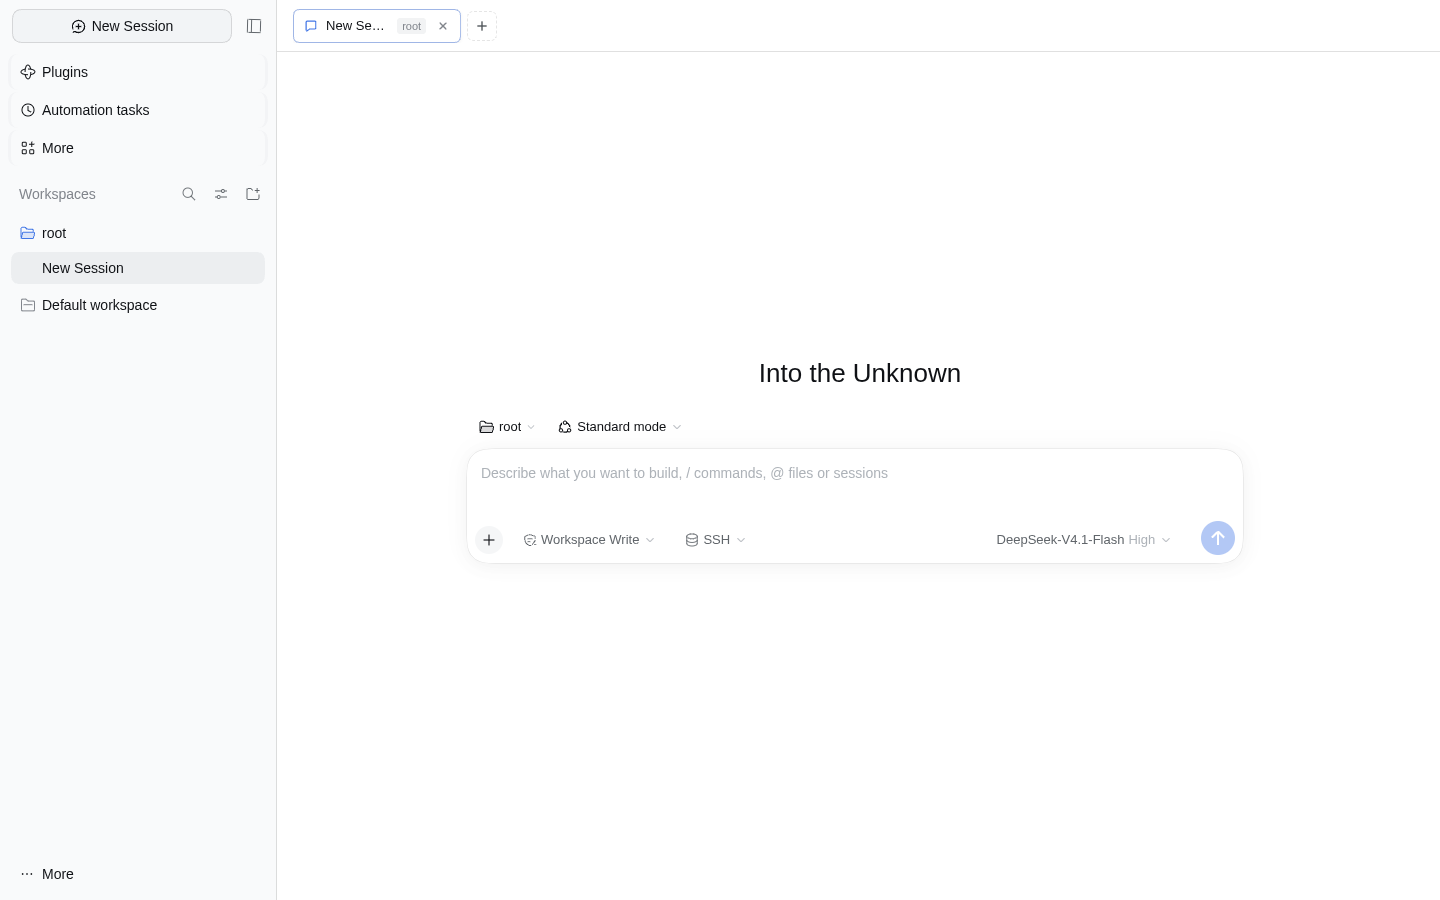 New Session
Plugins
Automation tasks
More
Workspaces
root
New Session
Default workspace
More
New Se... root
Into the Unknown
root Standard mode
Describe what you want to build, / commands, @ files or sessions
Workspace Write SSH DeepSeek-V4.1-Flash High